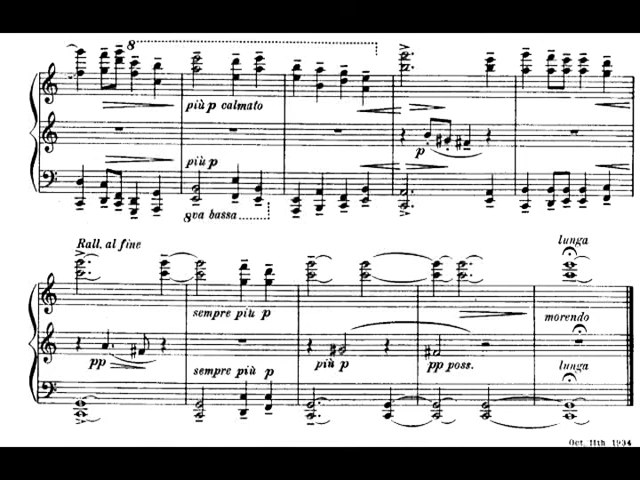 8
più p calmato
p
più p
8va bassa
Rall. al fine
lunga
sempre più p
morendo
pp
sempre più p
più p
pp poss.
lunga
Oct. 11th 1934